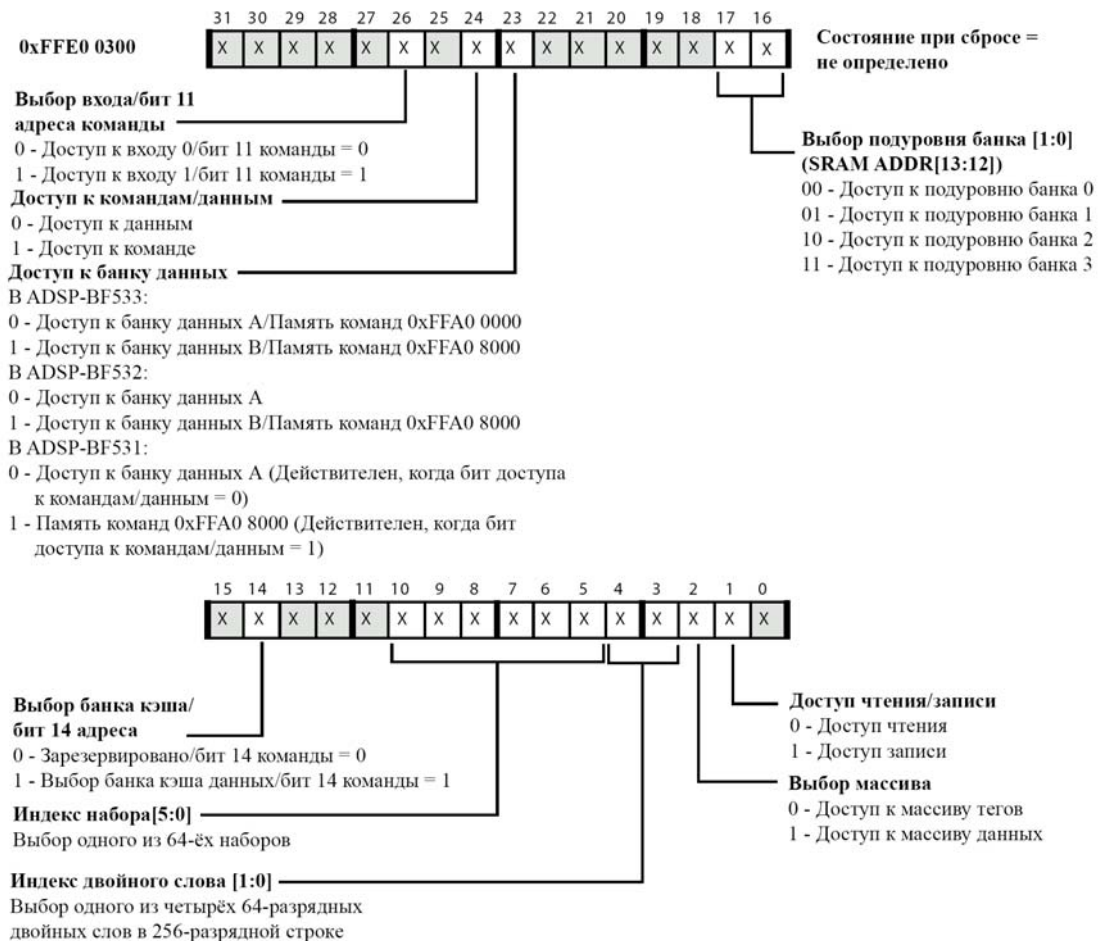 31 30 29 28 27 26 25 24 23 22 21 20 19 18 17 16
0xFFE0 0300
X X X X X X X X X X X X X X X X
Состояние при сбросе =
не определено
Выбор входа/бит 11
адреса команды
0 - Доступ к входу 0/бит 11 команды = 0
1 - Доступ к входу 1/бит 11 команды = 1
Доступ к командам/данным
0 - Доступ к данным
1 - Доступ к команде
Доступ к банку данных
В ADSP-BF533:
0 - Доступ к банку данных А/Память команд 0xFFA0 0000
1 - Доступ к банку данных В/Память команд 0xFFA0 8000
В ADSP-BF532:
0 - Доступ к банку данных А
1 - Доступ к банку данных В/Память команд 0xFFA0 8000
В ADSP-BF531:
0 - Доступ к банку данных А (Действителен, когда бит доступа
к командам/данным = 0)
1 - Память команд 0xFFA0 8000 (Действителен, когда бит
доступа к командам/данным = 1)
Выбор подуровня банка [1:0]
(SRAM ADDR[13:12])
00 - Доступ к подуровню банка 0
01 - Доступ к подуровню банка 1
10 - Доступ к подуровню банка 2
11 - Доступ к подуровню банка 3
15 14 13 12 11 10 9 8 7 6 5 4 3 2 1 0
X X X X X X X X X X X X X X X X
Выбор банка кэша/
бит 14 адреса
0 - Зарезервировано/бит 14 команды = 0
1 - Выбор банка кэша данных/бит 14 команды = 1
Индекс набора[5:0]
Выбор одного из 64-ёх наборов
Индекс двойного слова [1:0]
Выбор одного из четырёх 64-разрядных
двойных слов в 256-разрядной строке
Доступ чтения/записи
0 - Доступ чтения
1 - Доступ записи
Выбор массива
0 - Доступ к массиву тегов
1 - Доступ к массиву данных